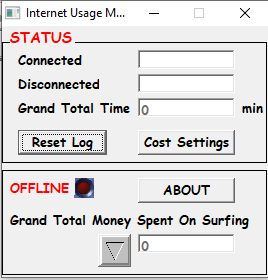 Internet Usage M...
STATUS
Connected
Disconnected
Grand Total Time 0 min
Reset Log Cost Settings
OFFLINE ABOUT
Grand Total Money Spent On Surfing
0